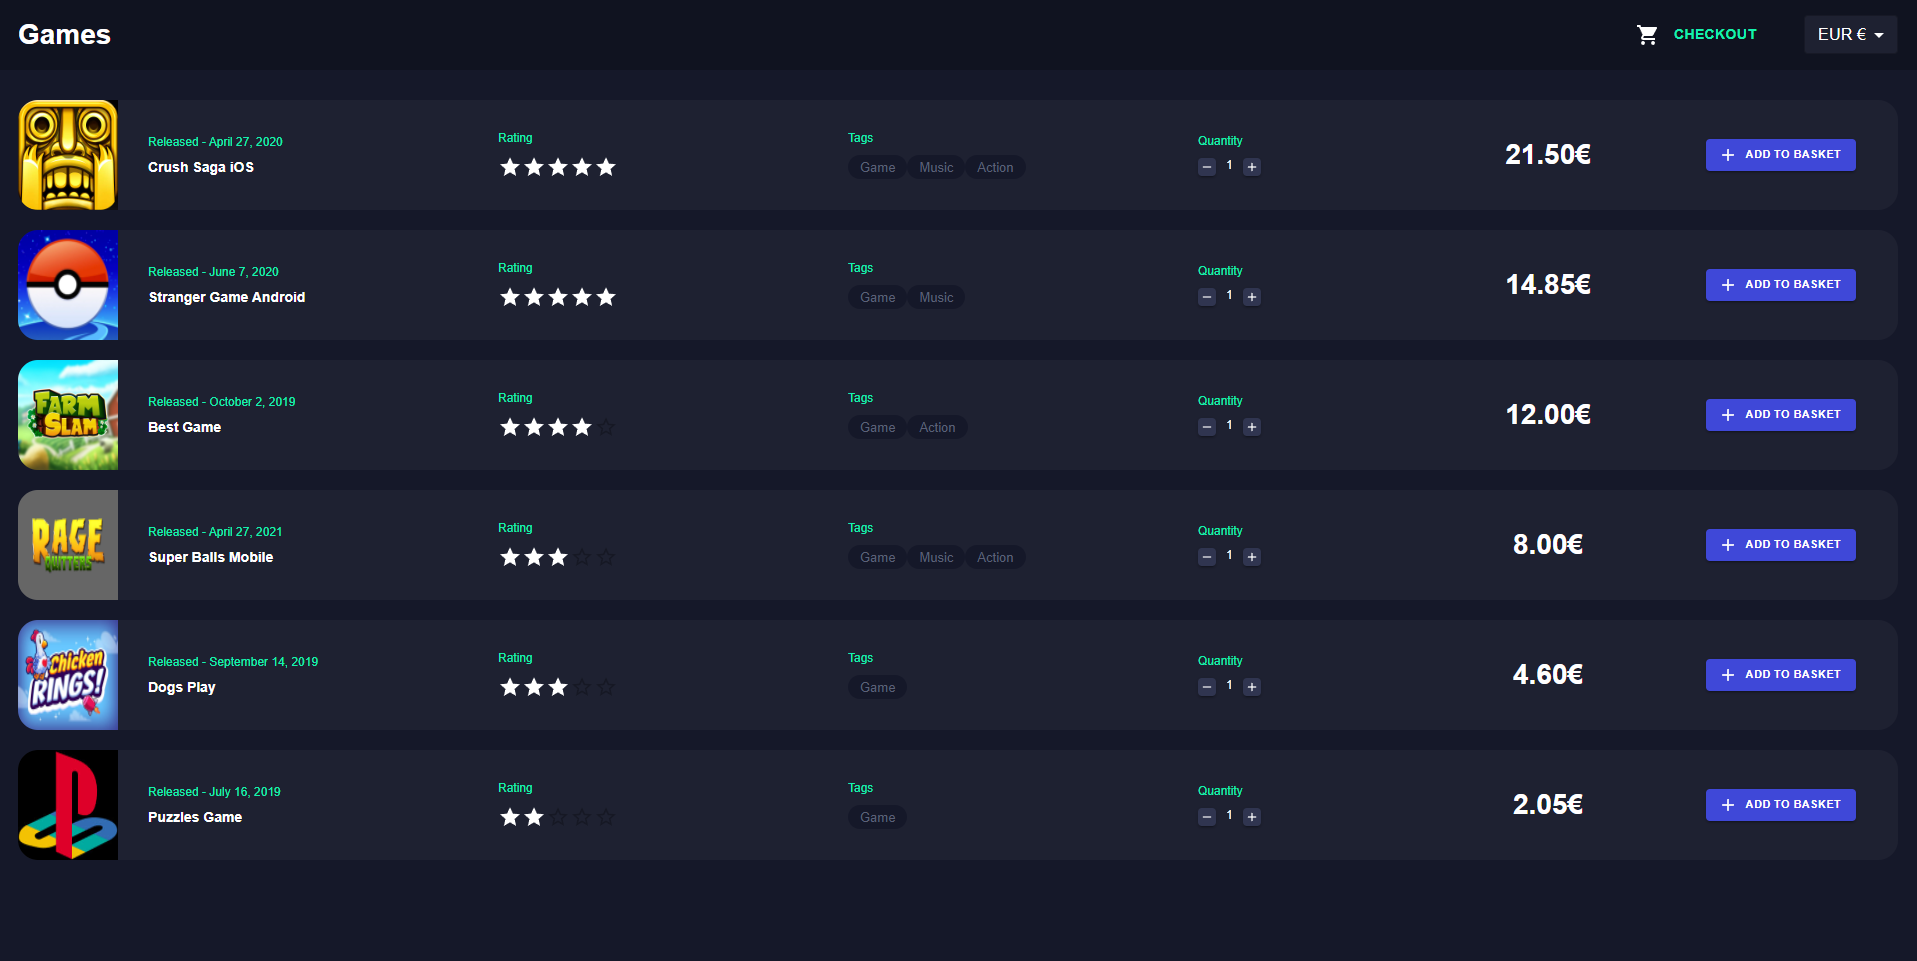 Games
CHECKOUT
EUR €
Released - April 27, 2020
Crush Saga iOS
Rating
Tags
Game Music Action
Quantity
1
21.50€
ADD TO BASKET
Released - June 7, 2020
Stranger Game Android
Rating
Tags
Game Music
Quantity
1
14.85€
ADD TO BASKET
FARM
SLAM
Released - October 2, 2019
Best Game
Rating
Tags
Game Action
Quantity
1
12.00€
ADD TO BASKET
RAGE
QUITTERS
Released - April 27, 2021
Super Balls Mobile
Rating
Tags
Game Music Action
Quantity
1
8.00€
ADD TO BASKET
Chicken
RINGS!
Released - September 14, 2019
Dogs Play
Rating
Tags
Game
Quantity
1
4.60€
ADD TO BASKET
Released - July 16, 2019
Puzzles Game
Rating
Tags
Game
Quantity
1
2.05€
ADD TO BASKET